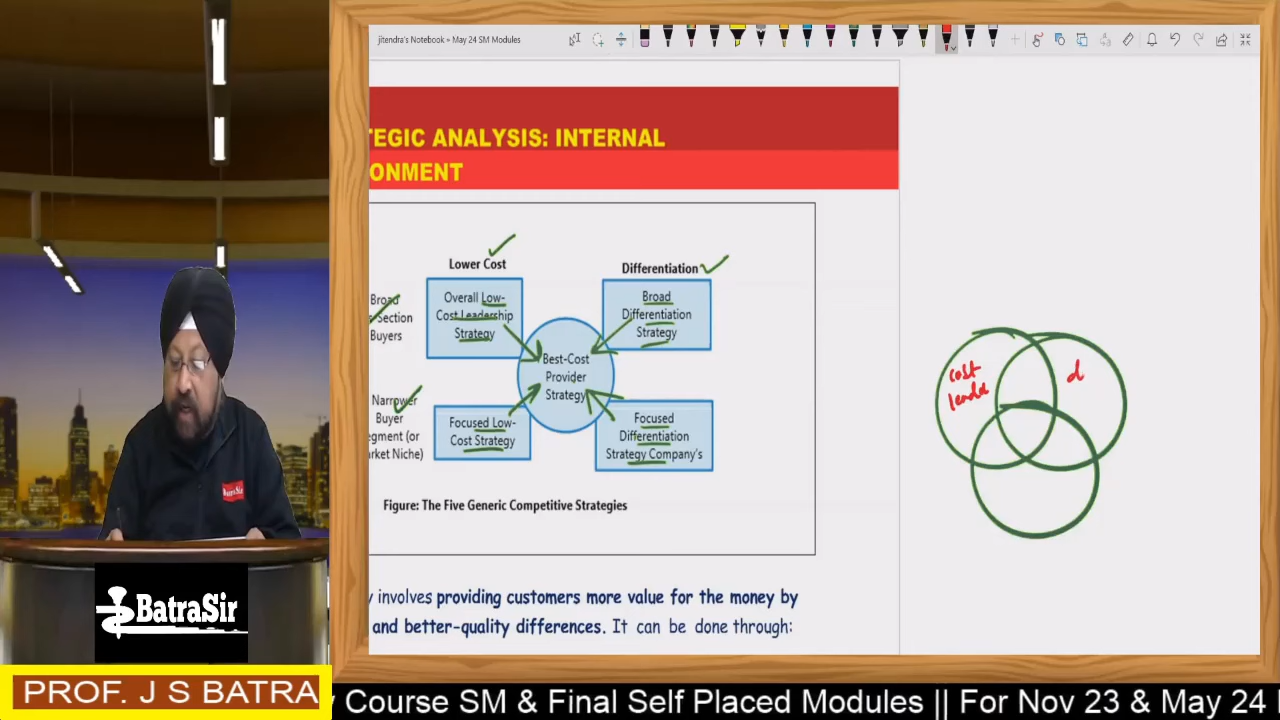 jitendra's Notebook » May 24 SM Modules
TEGIC ANALYSIS: INTERNAL
ONMENT
Lower Cost
Differentiation
Broad
Section
Buyers
Overall Low-
Cost Leadership
Strategy
Broad
Differentiation
Strategy
Best-Cost
Provider
Strategy
Narrower
Buyer
egment (or
arket Niche)
Focused Low-
Cost Strategy
Focused
Differentiation
Strategy Company's
Figure: The Five Generic Competitive Strategies
y involves providing customers more value for the money by
and better-quality differences. It can be done through:
cost
d
BatraSir
BatraSir
PROF. J S BATRA
Course SM & Final Self Placed Modules || For Nov 23 & May 24